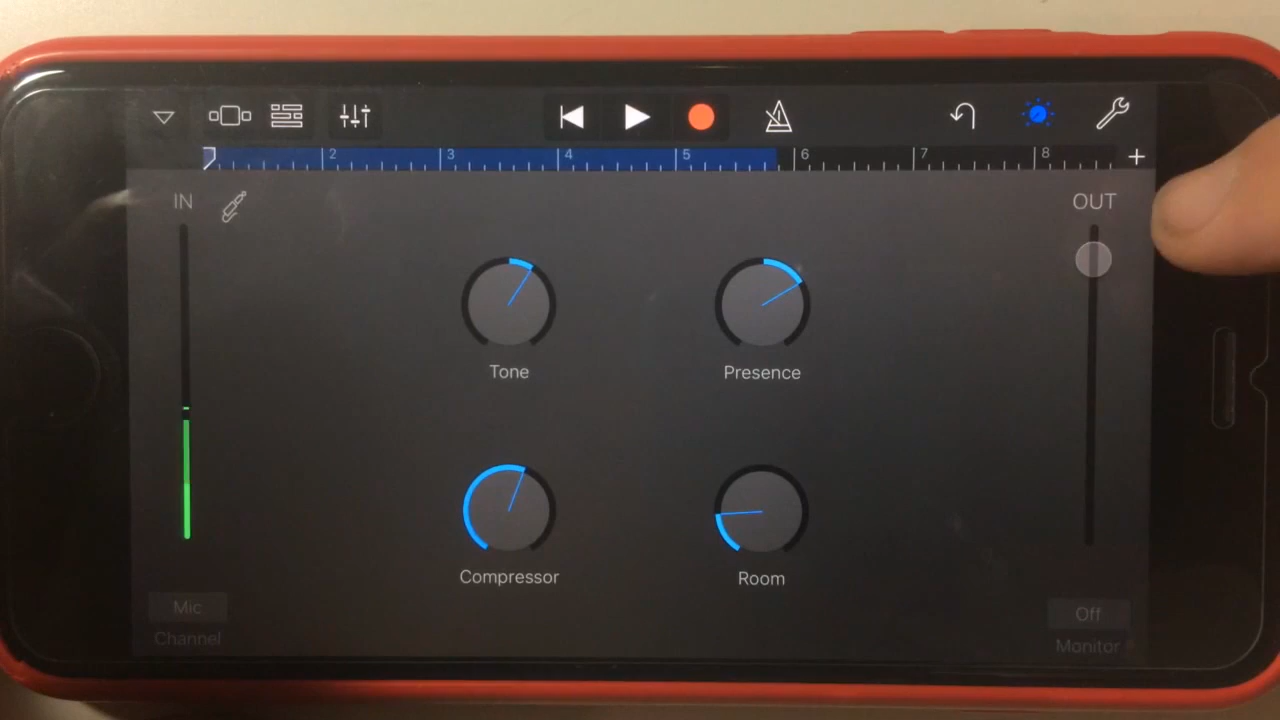 2 3 4 5 6 7 8 +
IN
OUT
Tone
Presence
Compressor
Room
Mic
Channel
Off
Monitor